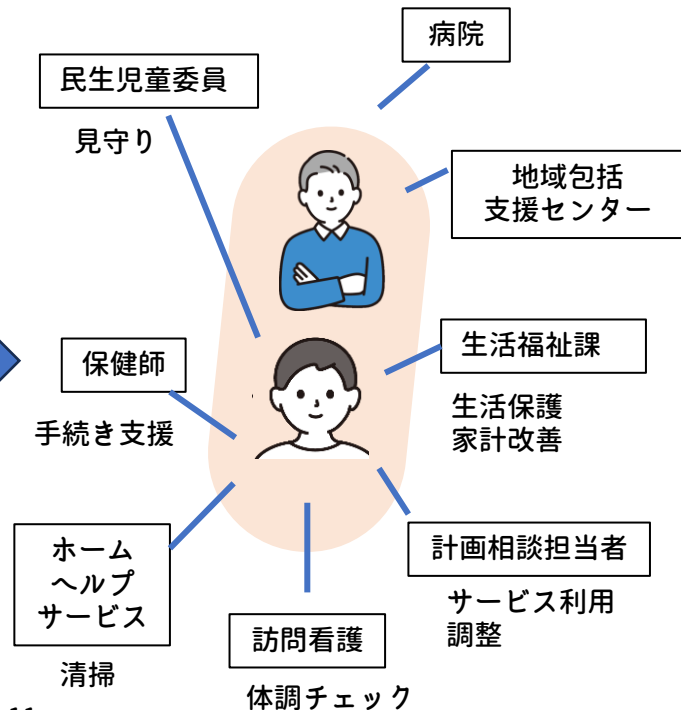 病院
民生児童委員
見守り
地域包括
支援センター
生活福祉課
生活保護
家計改善
保健師
手続き支援
計画相談担当者
サービス利用
調整
ホーム
ヘルプ
サービス
清掃
訪問看護
体調チェック